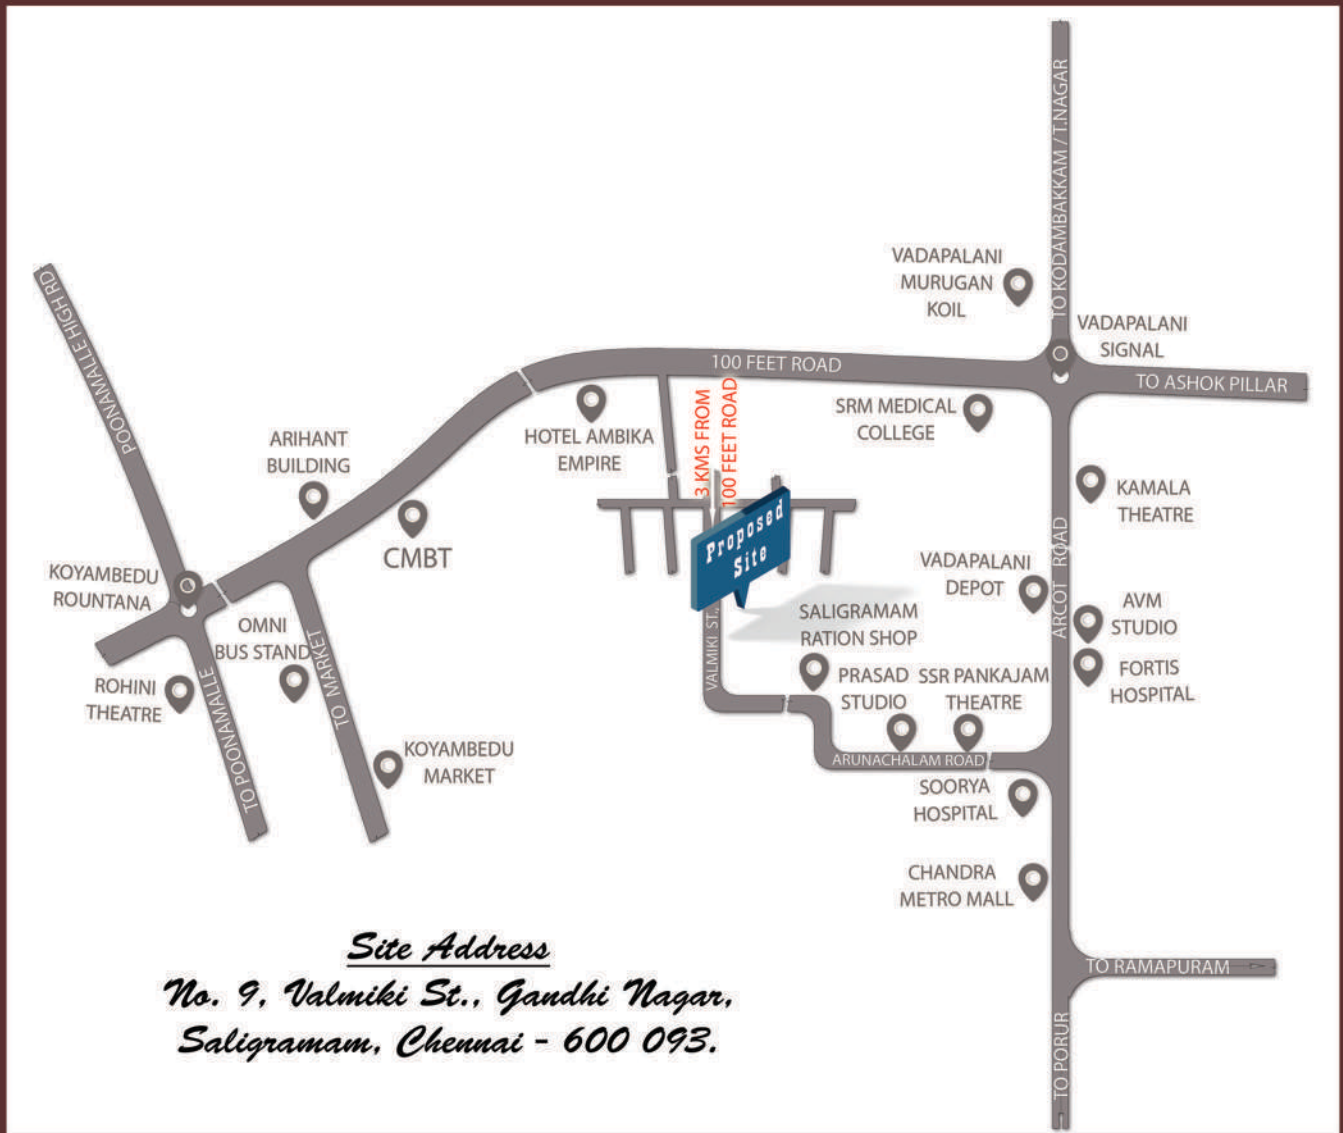 TO KODAMBAKKAM / T.NAGAR
VADAPALANI
MURUGAN
KOIL
VADAPALANI
SIGNAL
100 FEET ROAD
TO ASHOK PILLAR
POONAMALLE HIGH RD
3 KMS FROM
100 FEET ROAD
HOTEL AMBIKA
EMPIRE
SRM MEDICAL
COLLEGE
ARIHANT
BUILDING
CMBT
KAMALA
THEATRE
Proposed
Site
ARCOT ROAD
VADAPALANI
DEPOT
AVM
STUDIO
FORTIS
HOSPITAL
KOYAMBEDU
ROUNTANA
OMNI
BUS STAND
ROHINI
THEATRE
TO POONAMALLE
TO MARKET
KOYAMBEDU
MARKET
VALMIKI ST.,
SALIGRAMAM
RATION SHOP
PRASAD
STUDIO
SSR PANKAJAM
THEATRE
ARUNACHALAM ROAD
SOORYA
HOSPITAL
CHANDRA
METRO MALL
TO RAMAPURAM
TO PORUR
Site Address
No. 9, Valmiki St., Gandhi Nagar,
Saligramam, Chennai - 600 093.